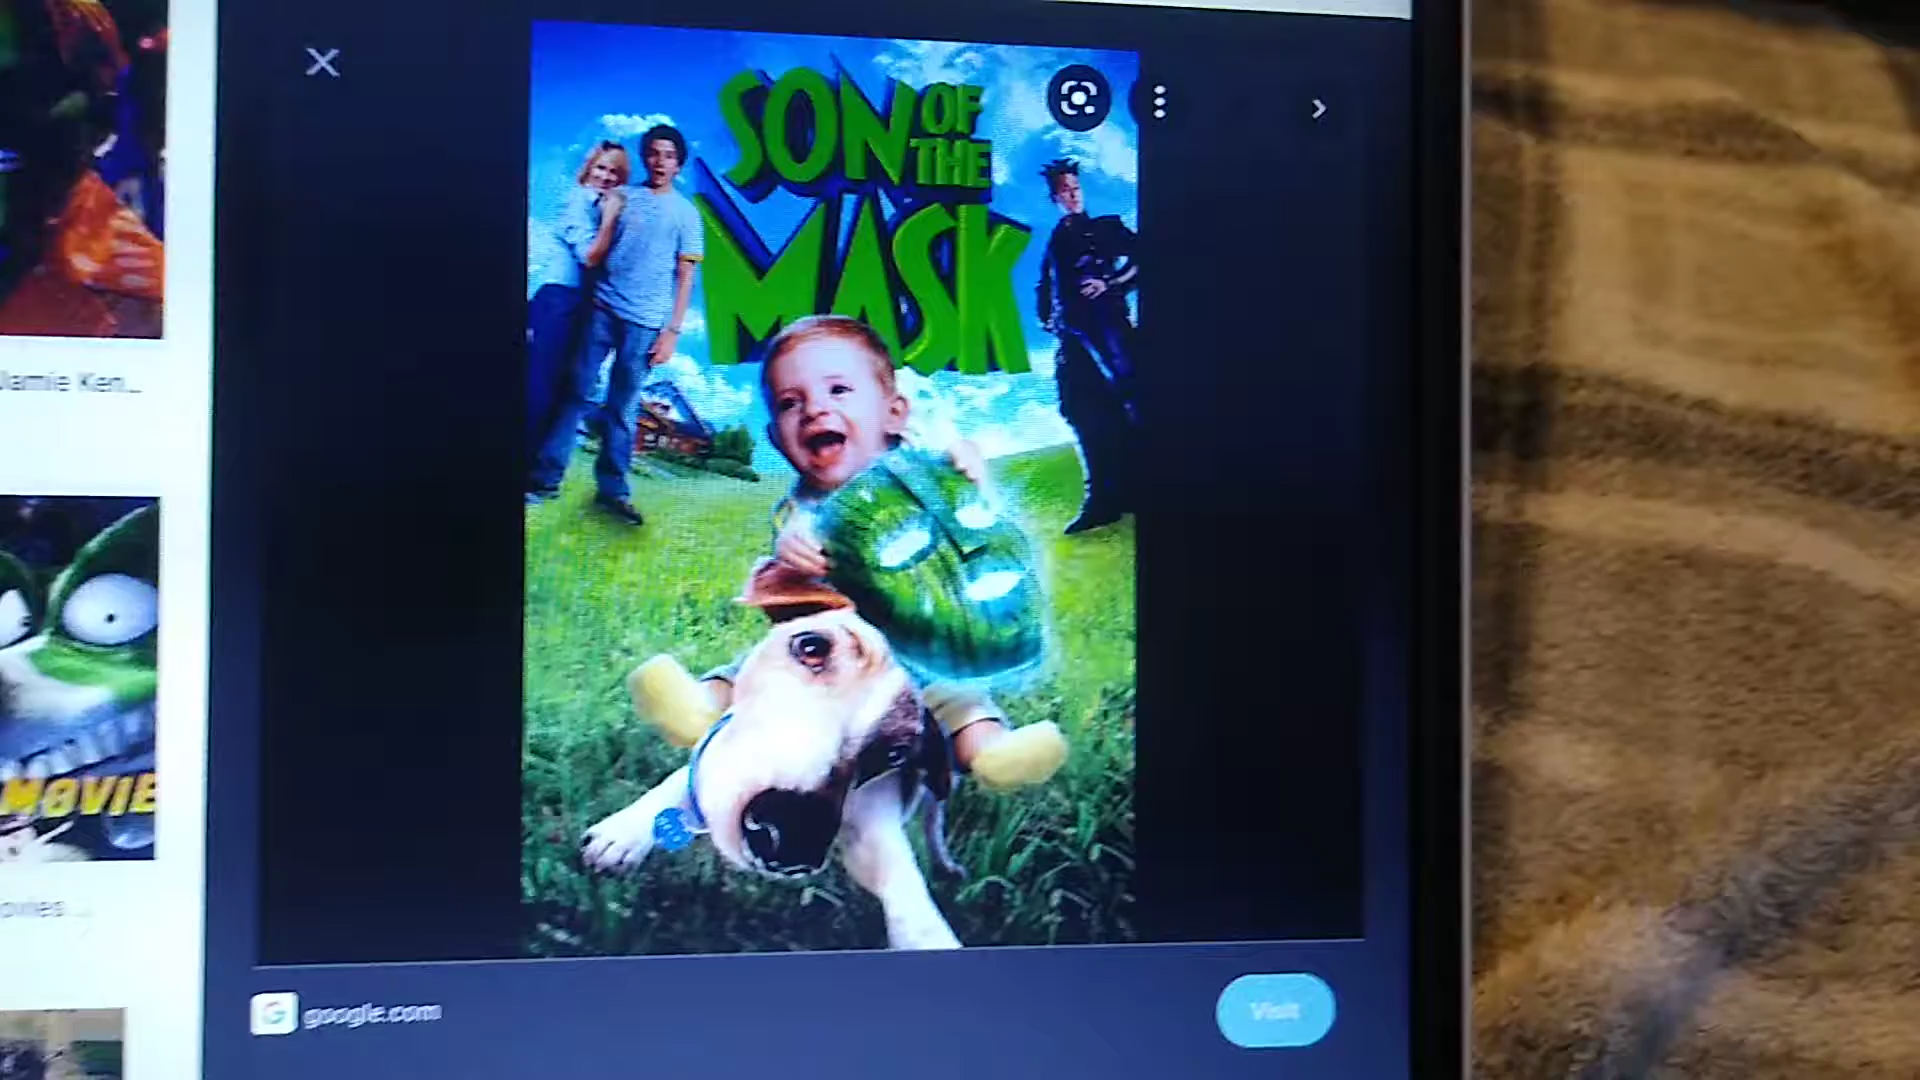 SON OF THE
MASK
Jamie Ken...
MOVIE
google.com
Visit